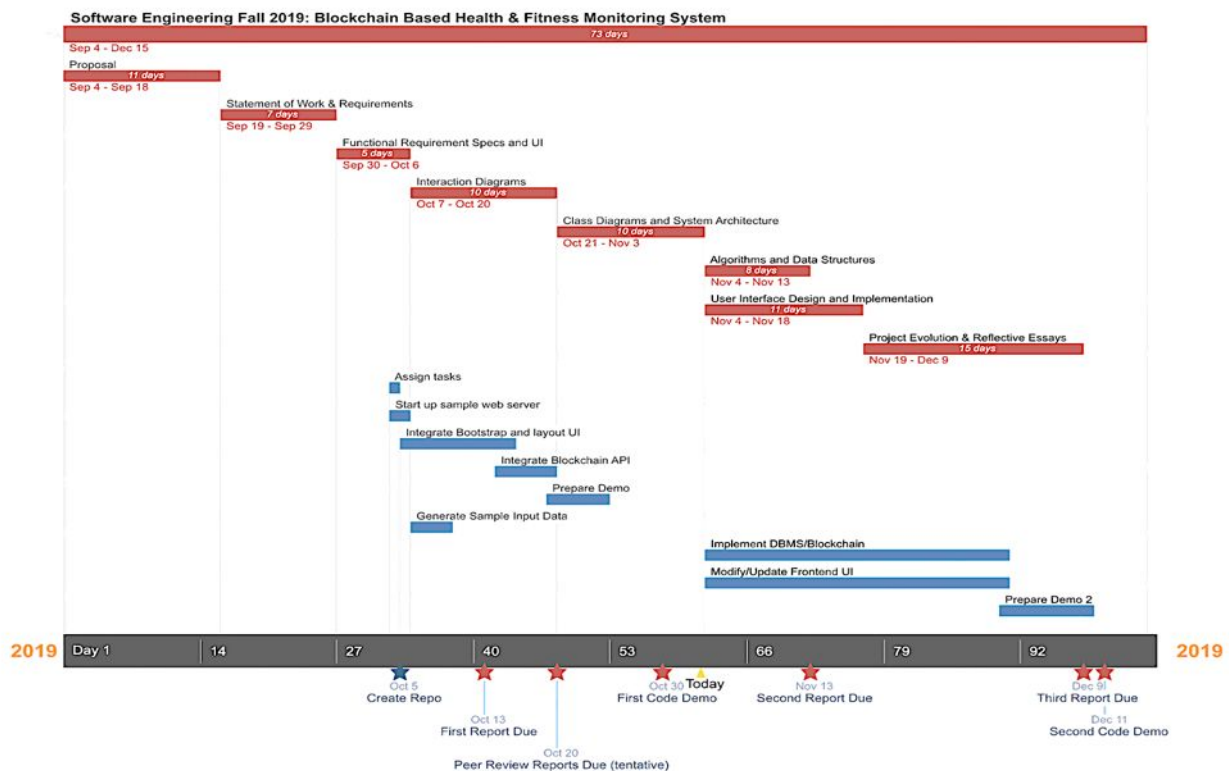 Software Engineering Fall 2019: Blockchain Based Health & Fitness Monitoring System
73 days
Sep 4 - Dec 15
Proposal
11 days
Sep 4 - Sep 18
Statement of Work & Requirements
7 days
Sep 19 - Sep 29
Functional Requirement Specs and UI
5 days
Sep 30 - Oct 6
Interaction Diagrams
10 days
Oct 7 - Oct 20
Class Diagrams and System Architecture
10 days
Oct 21 - Nov 3
Algorithms and Data Structures
8 days
Nov 4 - Nov 13
User Interface Design and Implementation
11 days
Nov 4 - Nov 18
Project Evolution & Reflective Essays
15 days
Nov 19 - Dec 9
Assign tasks
Start up sample web server
Integrate Bootstrap and layout UI
Integrate Blockchain API
Prepare Demo
Generate Sample Input Data
Implement DBMS/Blockchain
Modify/Update Frontend UI
Prepare Demo 2
2019 Day 1 14 27 40 53 66 79 92 2019
Oct 5
Create Repo
Oct 13
First Report Due
Oct 20
Peer Review Reports Due (tentative)
Oct 30
First Code Demo
Today
Nov 13
Second Report Due
Dec 9
Third Report Due
Dec 11
Second Code Demo